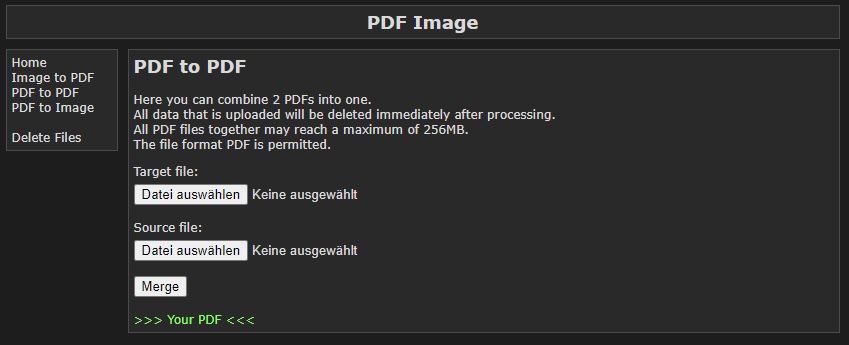 PDF Image
Home
Image to PDF
PDF to PDF
PDF to Image
Delete Files
PDF to PDF
Here you can combine 2 PDFs into one.
All data that is uploaded will be deleted immediately after processing.
All PDF files together may reach a maximum of 256MB.
The file format PDF is permitted.
Target file:
Datei auswählen Keine ausgewählt
Source file:
Datei auswählen Keine ausgewählt
Merge
>>> Your PDF <<<